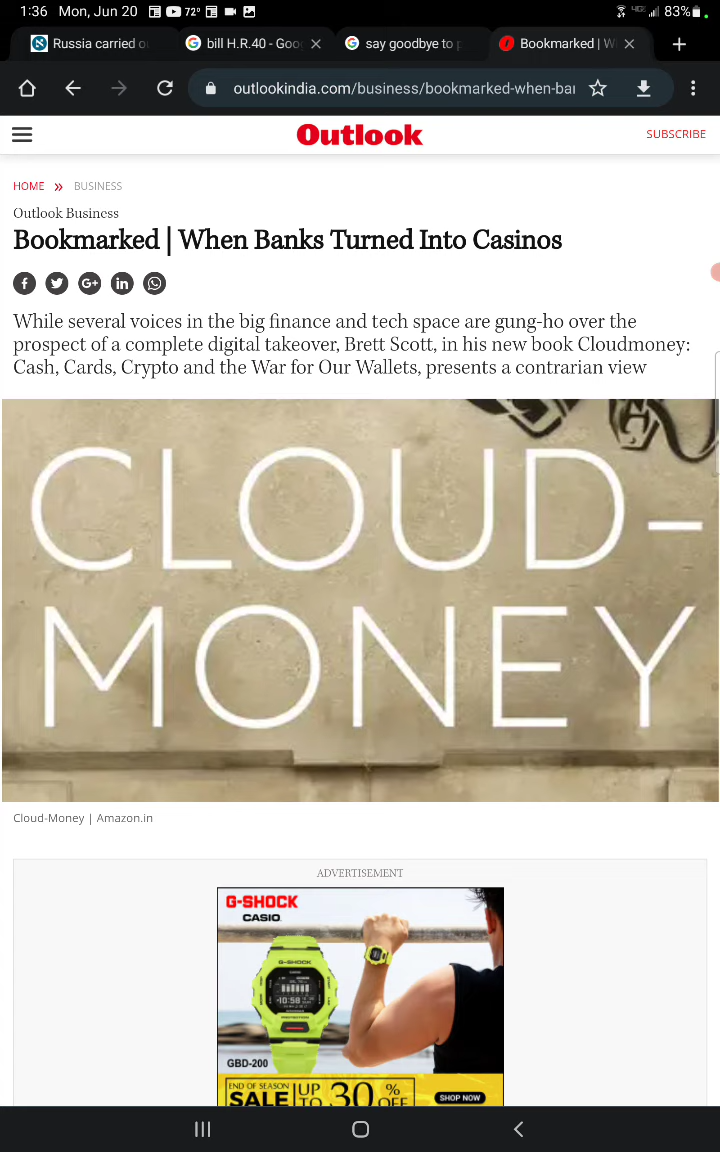 1:36 Mon, Jun 20 72° 83%
Russia carried o
bill H.R.40 - Goo
say goodbye to p
Bookmarked | W
outlookindia.com/business/bookmarked-when-ba
Outlook
SUBSCRIBE
HOME » BUSINESS
Outlook Business
Bookmarked | When Banks Turned Into Casinos
While several voices in the big finance and tech space are gung-ho over the
prospect of a complete digital takeover, Brett Scott, in his new book Cloudmoney:
Cash, Cards, Crypto and the War for Our Wallets, presents a contrarian view
CLOUD-
MONEY
Cloud-Money | Amazon.in
ADVERTISEMENT
G-SHOCK
CASIO
G-SHOCK
10:58
GBD-200
END OF SEASON
SALE
UP TO 30% OFF
SHOP NOW